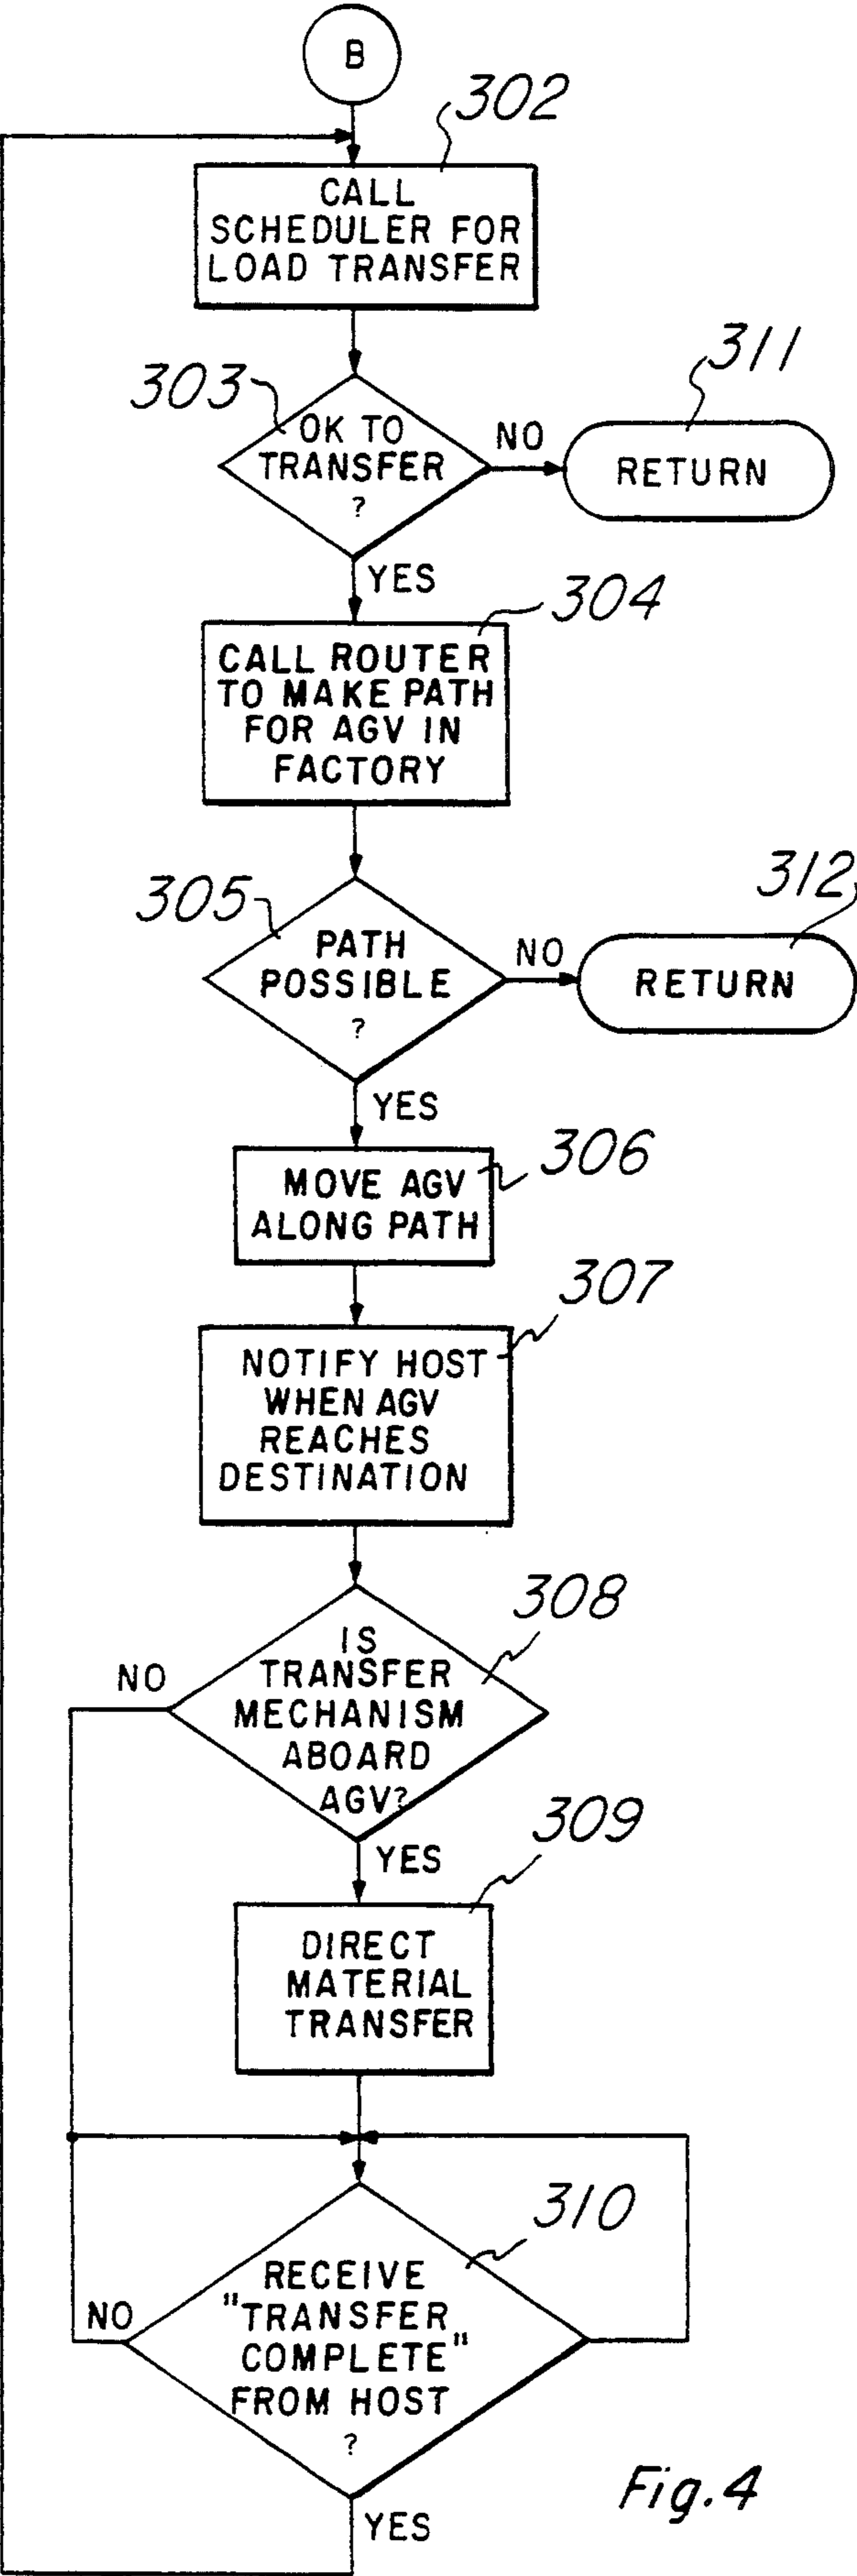 B
302
CALL
SCHEDULER FOR
LOAD TRANSFER
303
OK TO
TRANSFER
?
NO
311
RETURN
YES
304
CALL ROUTER
TO MAKE PATH
FOR AGV IN
FACTORY
305
PATH
POSSIBLE
?
NO
312
RETURN
YES
306
MOVE AGV
ALONG PATH
307
NOTIFY HOST
WHEN AGV
REACHES
DESTINATION
308
IS
TRANSFER
MECHANISM
ABOARD
AGV?
NO
YES
309
DIRECT
MATERIAL
TRANSFER
310
RECEIVE
"TRANSFER
COMPLETE"
FROM HOST
?
NO
YES
Fig.4